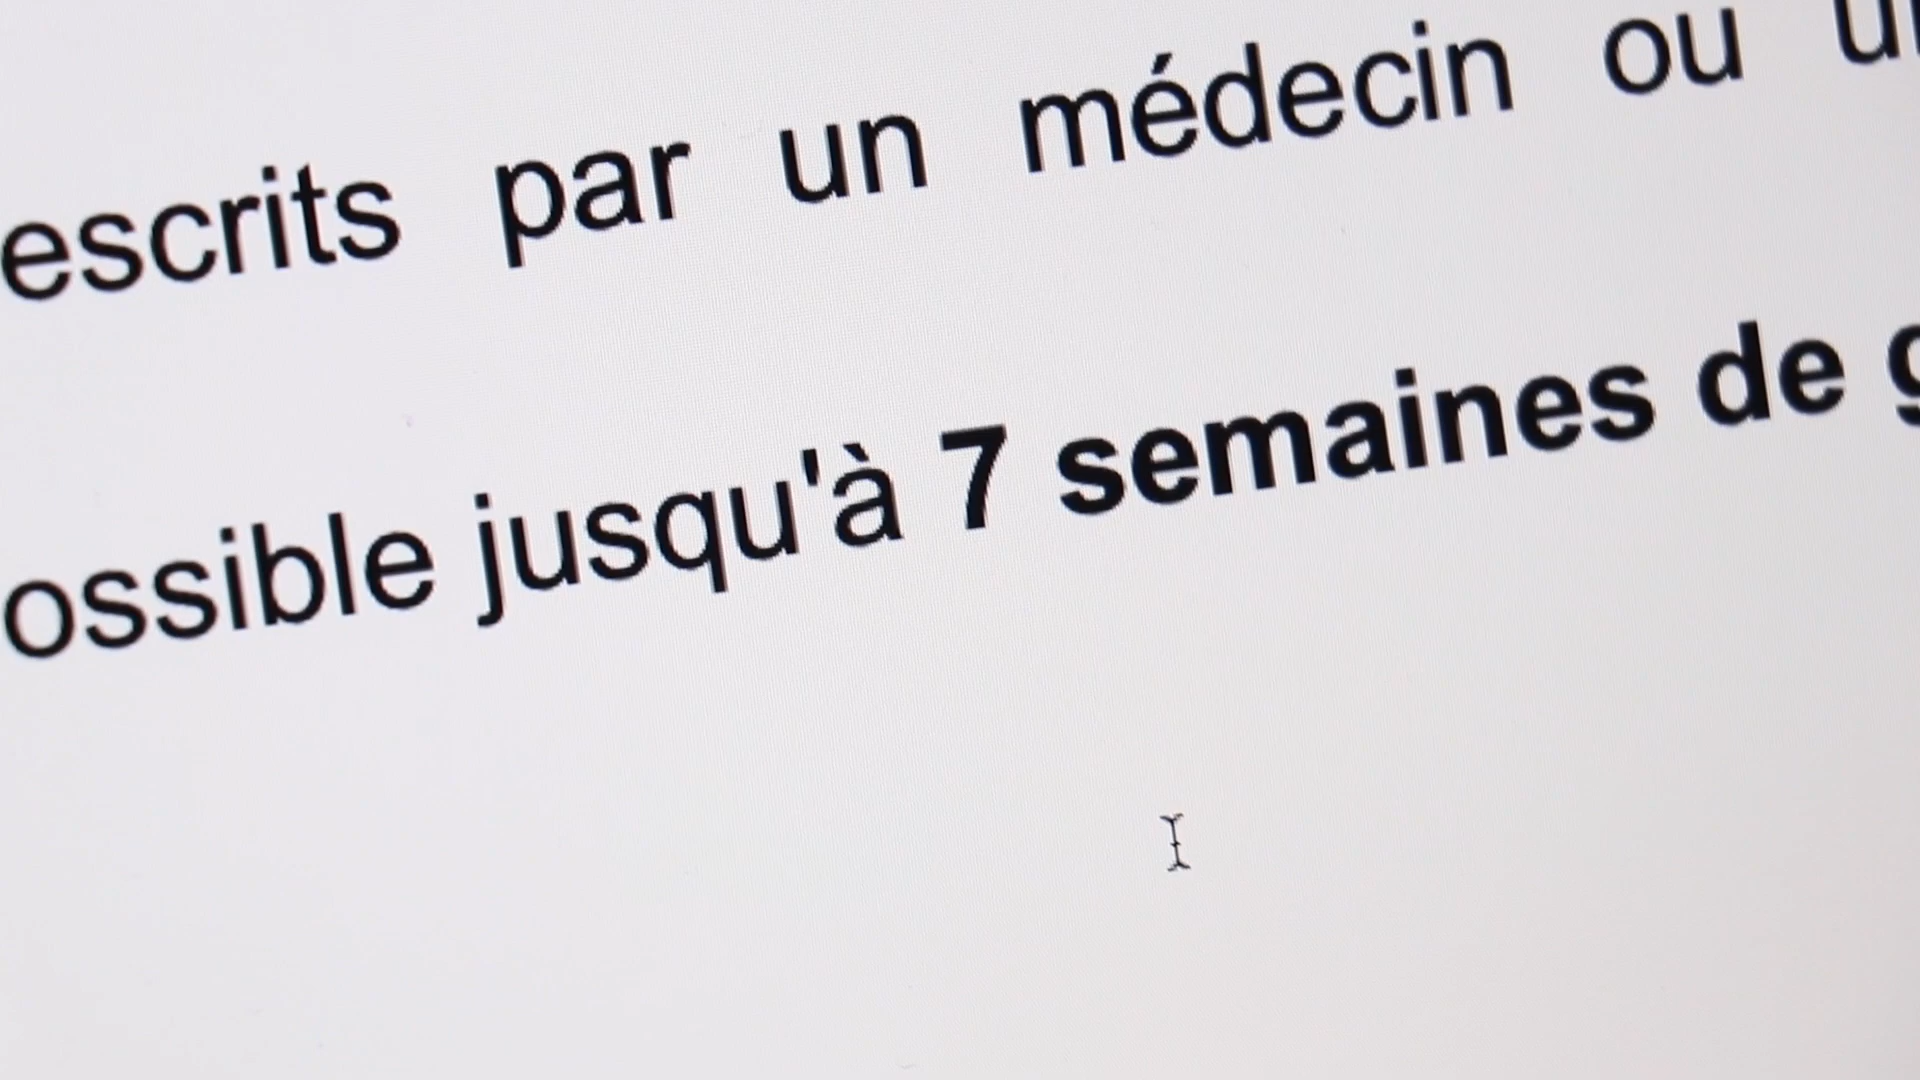 escrits par un médecin ou
ossible jusqu'à 7 semaines de